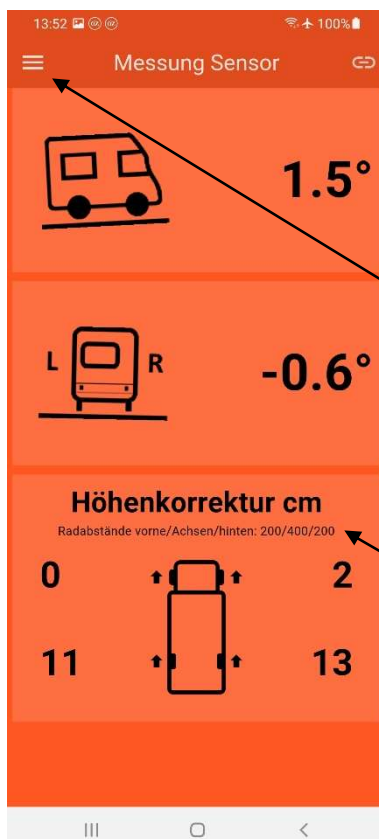 13:52 100%
Messung Sensor
1.5°
L R
-0.6°
Höhenkorrektur cm
Radabstände vorne/Achsen/hinten: 200/400/200
0 2
11 13